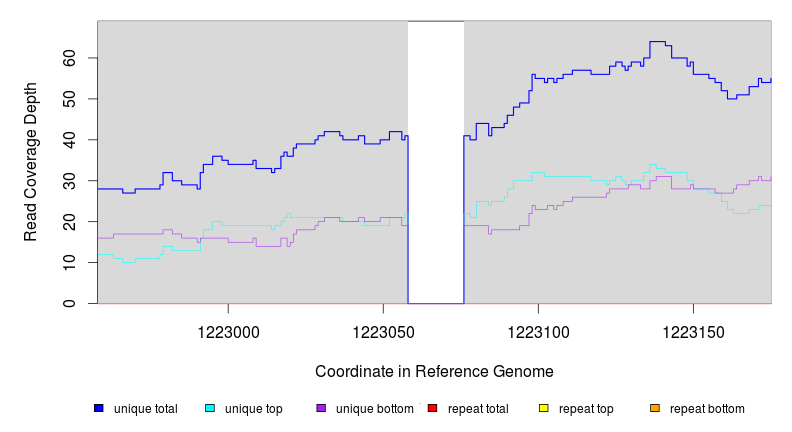 Read Coverage Depth
60
50
40
30
20
10
0
1223000 1223050 1223100 1223150
Coordinate in Reference Genome
unique total unique top unique bottom repeat total repeat top repeat bottom